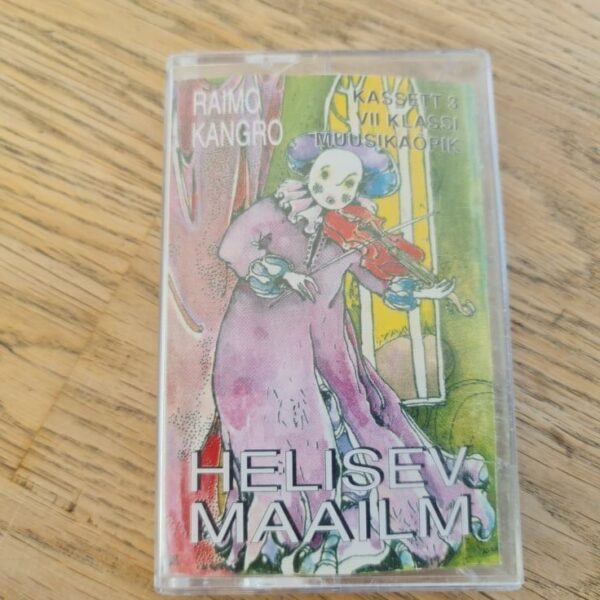 RAIMO
KANGRO
KASSETT 3
VII KLASSI
MUUSIKAÕPIK
HELISEV
MAAILM